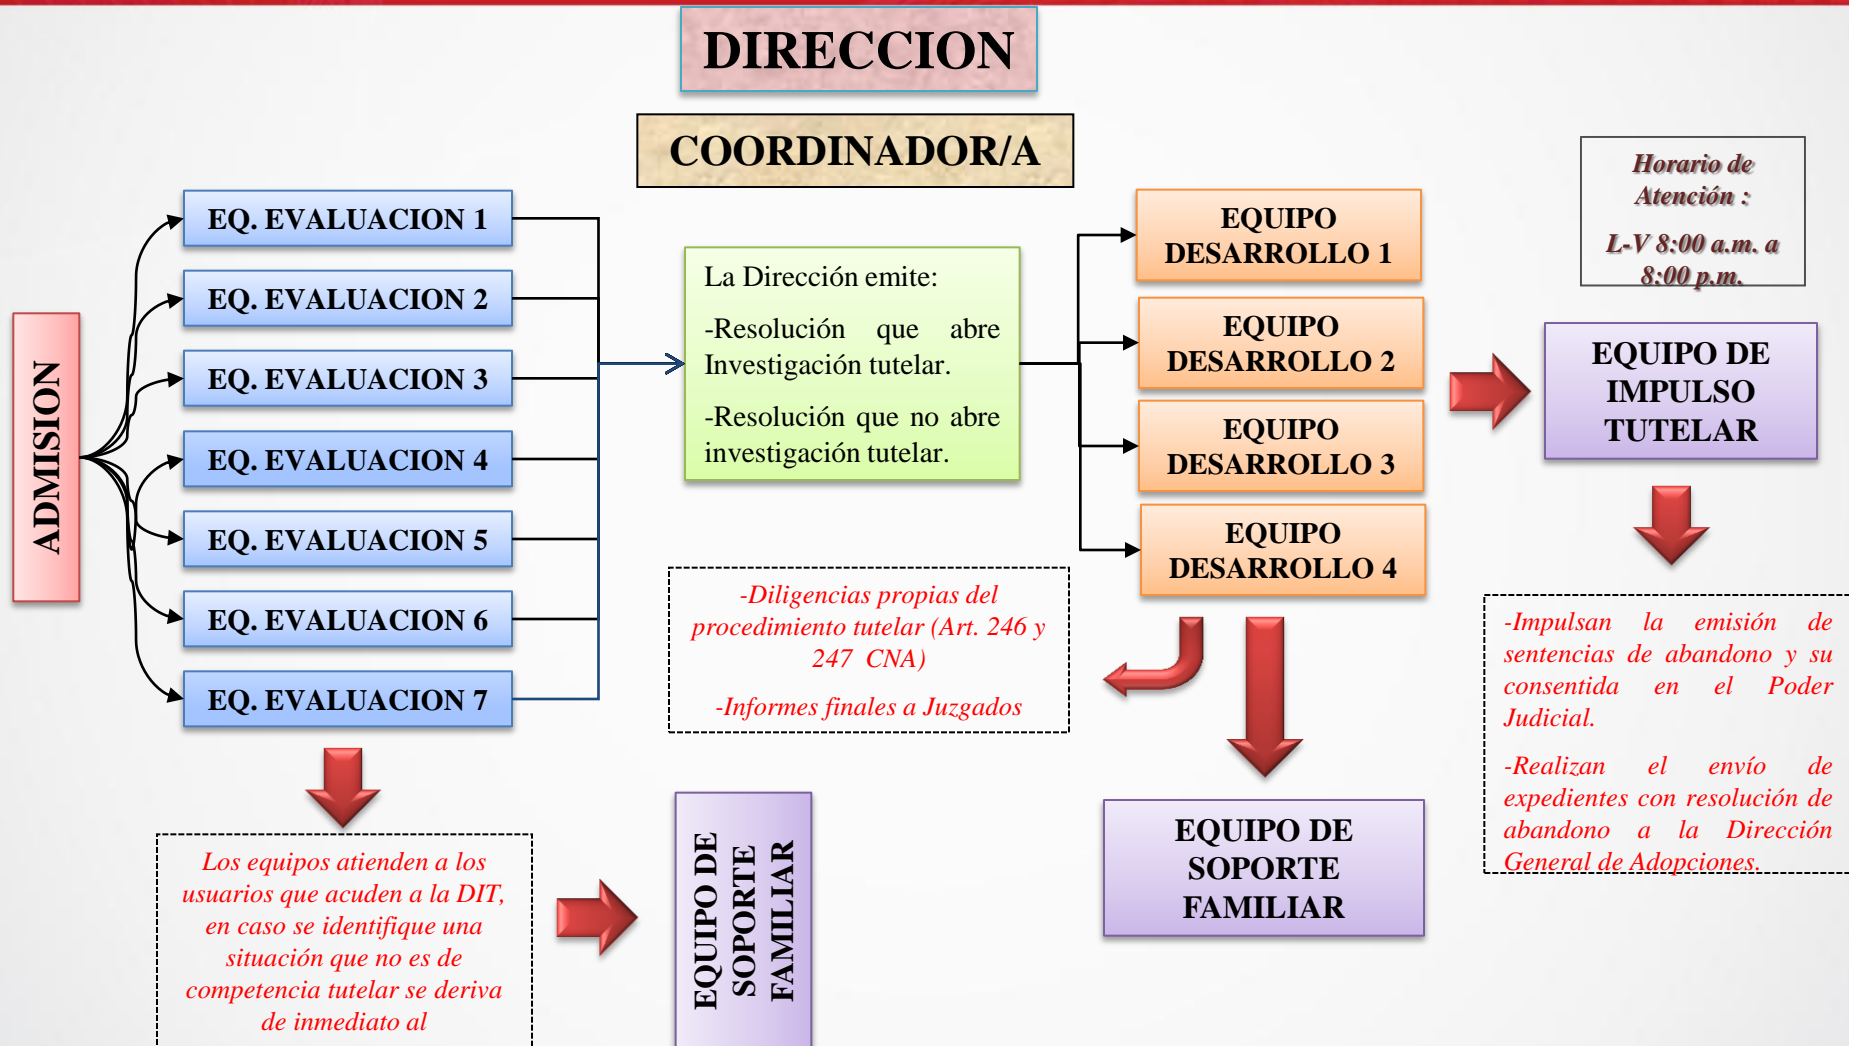 DIRECCION
COORDINADOR/A
Horario de
Atención :
L-V 8:00 a.m. a
8:00 p.m.
ADMISION
EQ. EVALUACION 1
EQ. EVALUACION 2
EQ. EVALUACION 3
EQ. EVALUACION 4
EQ. EVALUACION 5
EQ. EVALUACION 6
EQ. EVALUACION 7
La Dirección emite:
-Resolución que abre
Investigación tutelar.
-Resolución que no abre
investigación tutelar.
EQUIPO
DESARROLLO 1
EQUIPO
DESARROLLO 2
EQUIPO
DESARROLLO 3
EQUIPO
DESARROLLO 4
EQUIPO DE
IMPULSO
TUTELAR
-Diligencias propias del
procedimiento tutelar (Art. 246 y
247 CNA)
-Informes finales a Juzgados
-Impulsan la emisión de
sentencias de abandono y su
consentida en el Poder
Judicial.
-Realizan el envío de
expedientes con resolución de
abandono a la Dirección
General de Adopciones.
Los equipos atienden a los
usuarios que acuden a la DIT,
en caso se identifique una
situación que no es de
competencia tutelar se deriva
de inmediato al
EQUIPO DE
SOPORTE
FAMILIAR
EQUIPO DE
SOPORTE
FAMILIAR